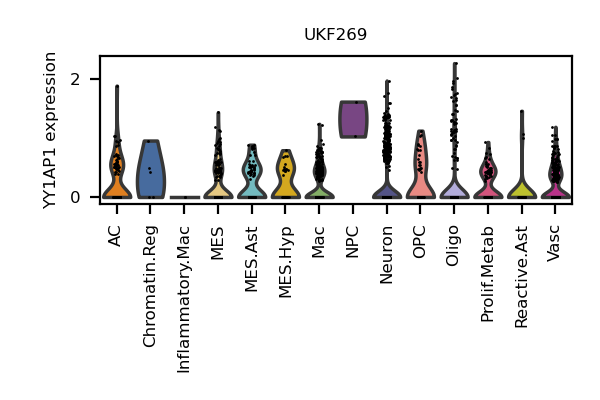 UKF269
YY1AP1 expression
2
0
AC
Chromatin.Reg
Inflammatory.Mac
MES
MES.Ast
MES.Hyp
Mac
NPC
Neuron
OPC
Oligo
Prolif.Metab
Reactive.Ast
Vasc